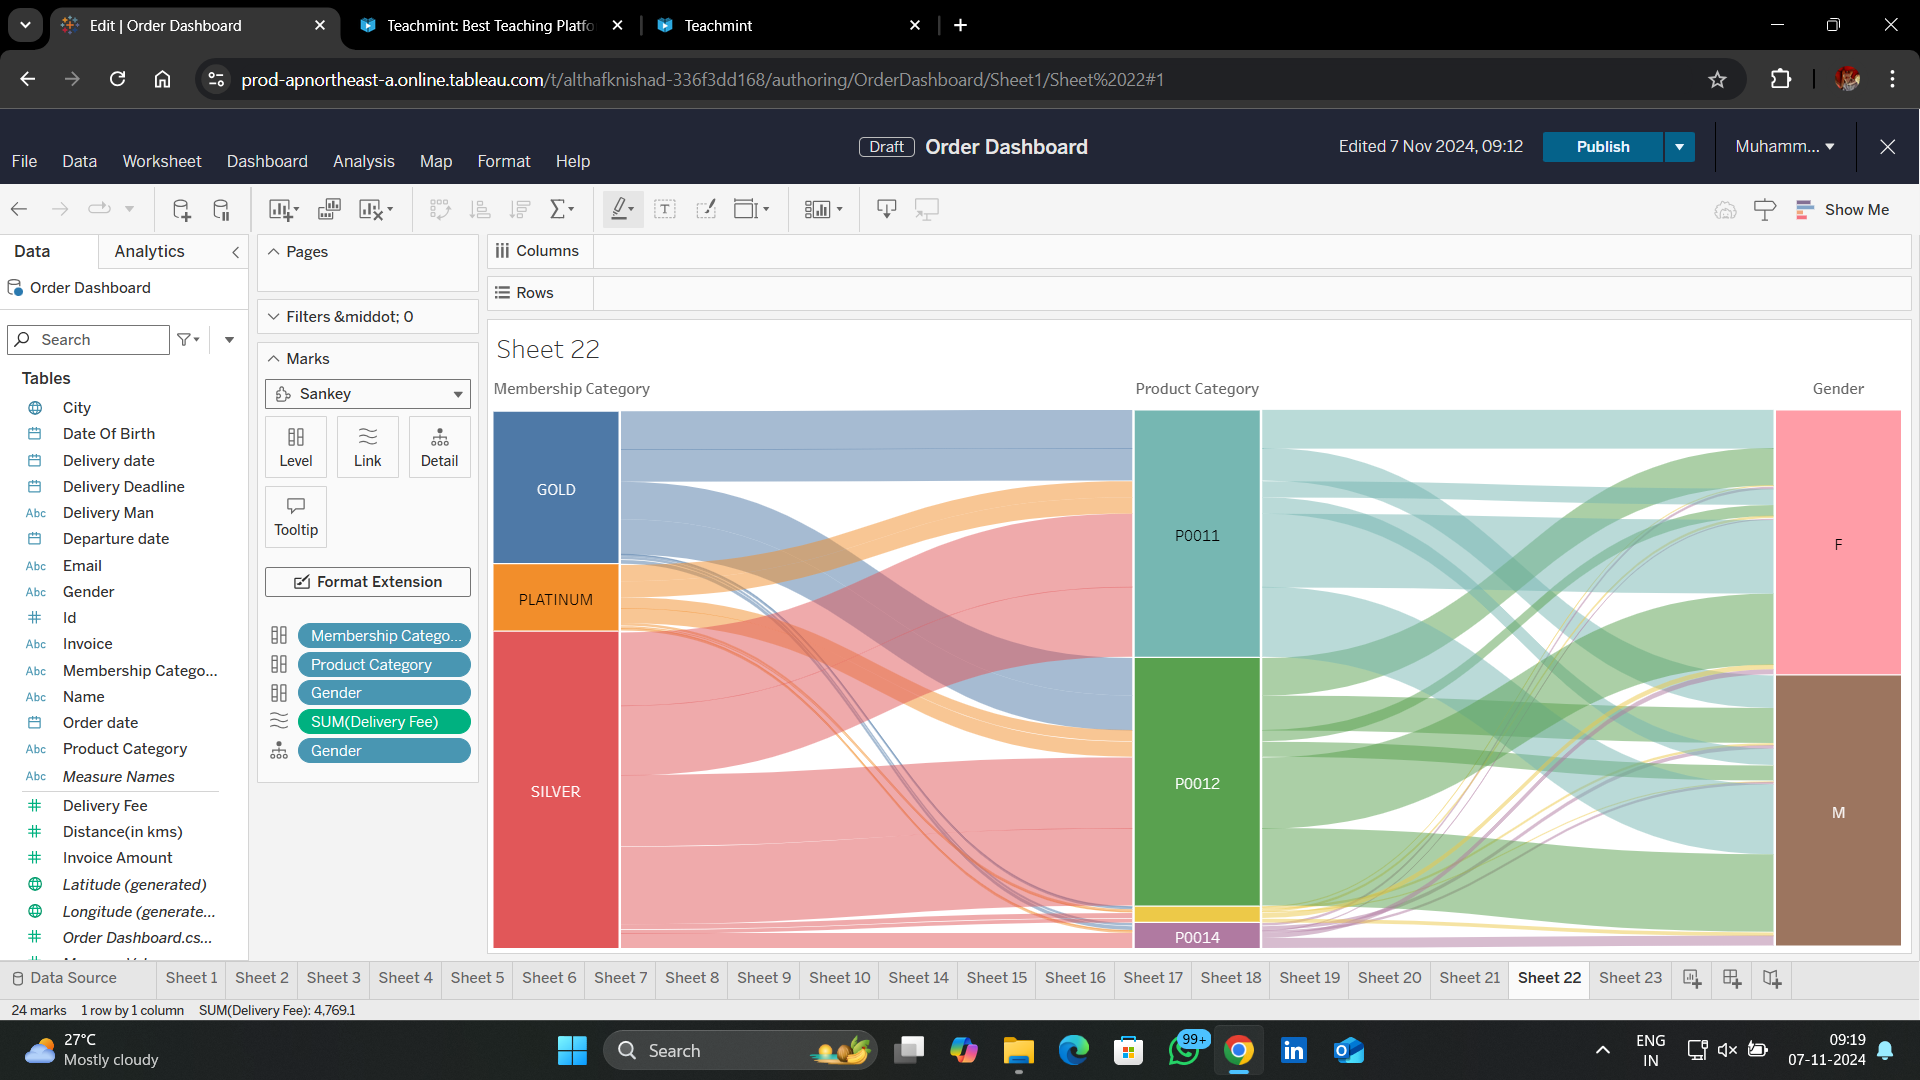 Edit | Order Dashboard
Teachmint: Best Teaching Platfo
Teachmint
prod-apnortheast-a.online.tableau.com/t/althafknishad-336f3dd168/authoring/OrderDashboard/Sheet1/Sheet%2022#1
Draft Order Dashboard
Edited 7 Nov 2024, 09:12
Publish
Muhamm...
File Data Worksheet Dashboard Analysis Map Format Help
Show Me
Data Analytics
Order Dashboard
Search
Tables
City
Date Of Birth
Delivery date
Delivery Deadline
Abc Delivery Man
Departure date
Abc Email
Abc Gender
Id
Abc Invoice
Abc Membership Catego...
Abc Name
Order date
Abc Product Category
Abc Measure Names
Delivery Fee
Distance(in kms)
Invoice Amount
Latitude (generated)
Longitude (generate...
Order Dashboard.cs...
Pages
Filters &middot; 0
Marks
Sankey
Level Link Detail
Tooltip
Format Extension
Membership Catego...
Product Category
Gender
SUM(Delivery Fee)
Gender
Columns
Rows
Sheet 22
Membership Category Product Category Gender
GOLD
PLATINUM
SILVER
P0011
P0012
P0014
F
M
Data Source Sheet 1 Sheet 2 Sheet 3 Sheet 4 Sheet 5 Sheet 6 Sheet 7 Sheet 8 Sheet 9 Sheet 10 Sheet 14 Sheet 15 Sheet 16 Sheet 17 Sheet 18 Sheet 19 Sheet 20 Sheet 21 Sheet 22 Sheet 23
24 marks 1 row by 1 column SUM(Delivery Fee): 4,769.1
27°C
Mostly cloudy
Search
99+
ENG
IN
09:19
07-11-2024